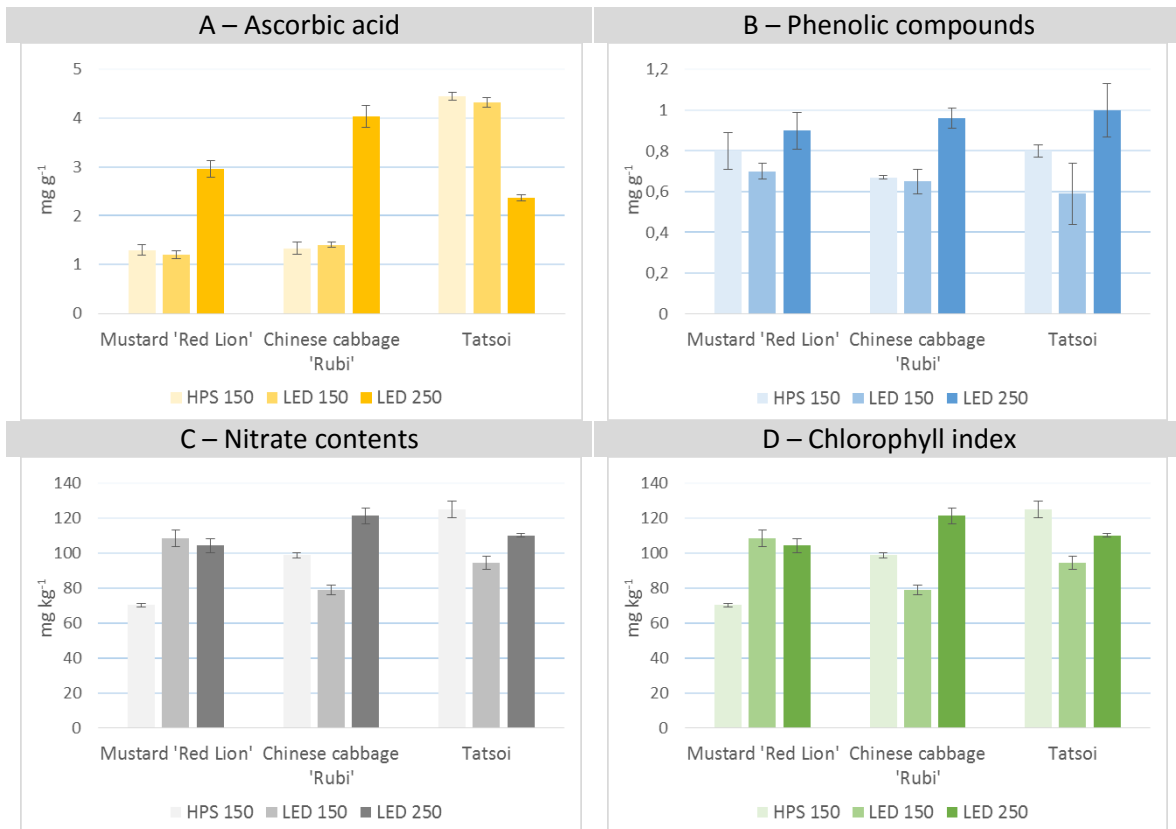 A – Ascorbic acid
5
4
3
2
1
0
mg g-1
Mustard 'Red Lion' Chinese cabbage 'Rubi' Tatsoi
HPS 150 LED 150 LED 250
B – Phenolic compounds
1,2
1
0,8
0,6
0,4
0,2
0
mg g-1
Mustard 'Red Lion' Chinese cabbage 'Rubi' Tatsoi
HPS 150 LED 150 LED 250
C – Nitrate contents
140
120
100
80
60
40
20
0
mg kg-1
Mustard 'Red Lion' Chinese cabbage 'Rubi' Tatsoi
HPS 150 LED 150 LED 250
D – Chlorophyll index
140
120
100
80
60
40
20
0
mg kg-1
Mustard 'Red Lion' Chinese cabbage 'Rubi' Tatsoi
HPS 150 LED 150 LED 250